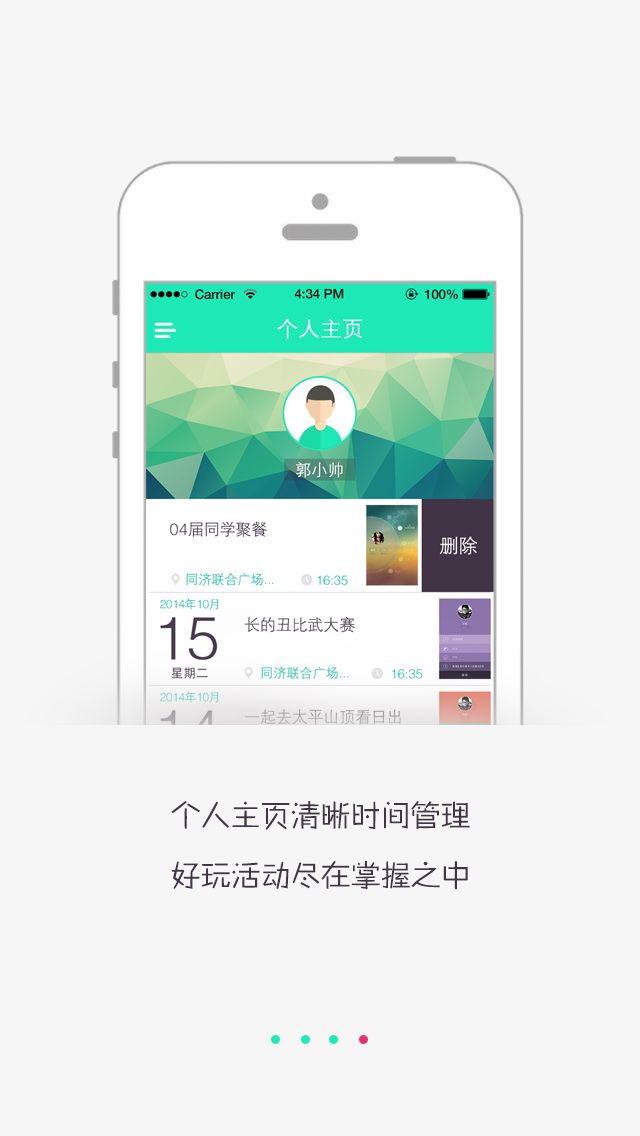 Carrier 4:34 PM 100%
个人主页
郭小帅
04届同学聚餐
同济联合广场... 16:35
删除
2014年10月
15
星期二
长的丑比武大赛
同济联合广场... 16:35
2014年10月
14
一起去太平山顶看日出
个人主页清晰时间管理
好玩活动尽在掌握之中